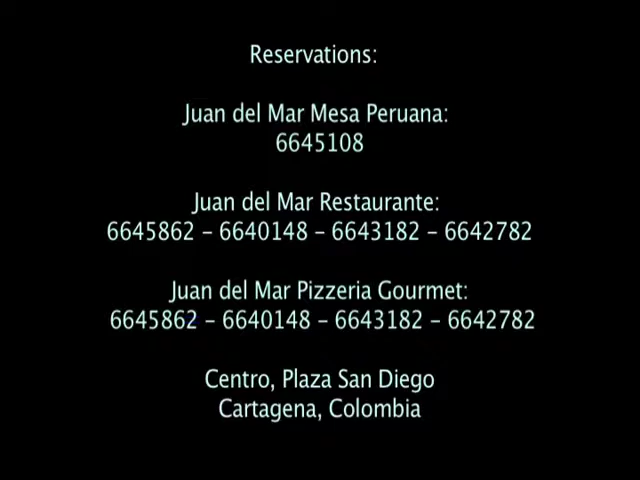 Reservations:
Juan del Mar Mesa Peruana:
6645108
Juan del Mar Restaurante:
6645862 – 6640148 – 6643182 – 6642782
Juan del Mar Pizzeria Gourmet:
6645862 – 6640148 – 6643182 – 6642782
Centro, Plaza San Diego
Cartagena, Colombia